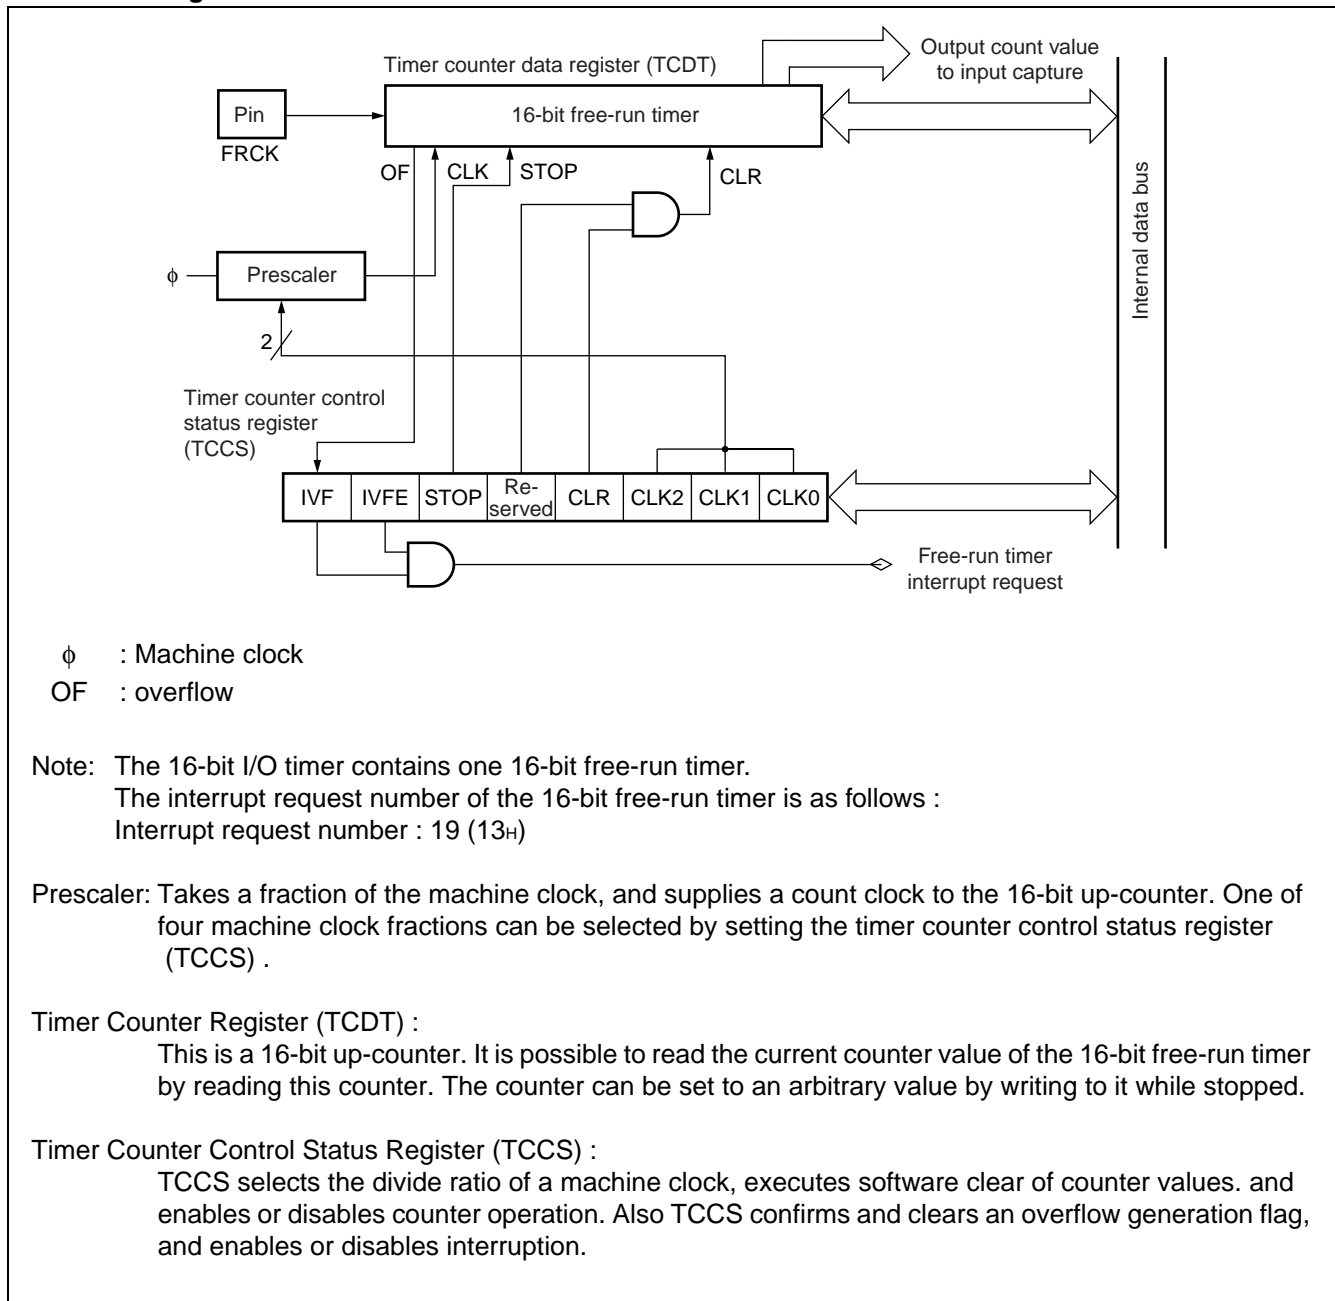 Output count value
to input capture
Timer counter data register (TCDT)
Pin
16-bit free-run timer
FRCK
OF
CLK
STOP
CLR
Internal data bus
ϕ
Prescaler
2
Timer counter control
status register
(TCCS)
IVF
IVFE
STOP
Re-
served
CLR
CLK2
CLK1
CLK0
Free-run timer
interrupt request
ϕ : Machine clock
OF : overflow
Note: The 16-bit I/O timer contains one 16-bit free-run timer.
The interrupt request number of the 16-bit free-run timer is as follows :
Interrupt request number : 19 (13H)
Prescaler: Takes a fraction of the machine clock, and supplies a count clock to the 16-bit up-counter. One of
four machine clock fractions can be selected by setting the timer counter control status register
(TCCS) .
Timer Counter Register (TCDT) :
This is a 16-bit up-counter. It is possible to read the current counter value of the 16-bit free-run timer
by reading this counter. The counter can be set to an arbitrary value by writing to it while stopped.
Timer Counter Control Status Register (TCCS) :
TCCS selects the divide ratio of a machine clock, executes software clear of counter values. and
enables or disables counter operation. Also TCCS confirms and clears an overflow generation flag,
and enables or disables interruption.